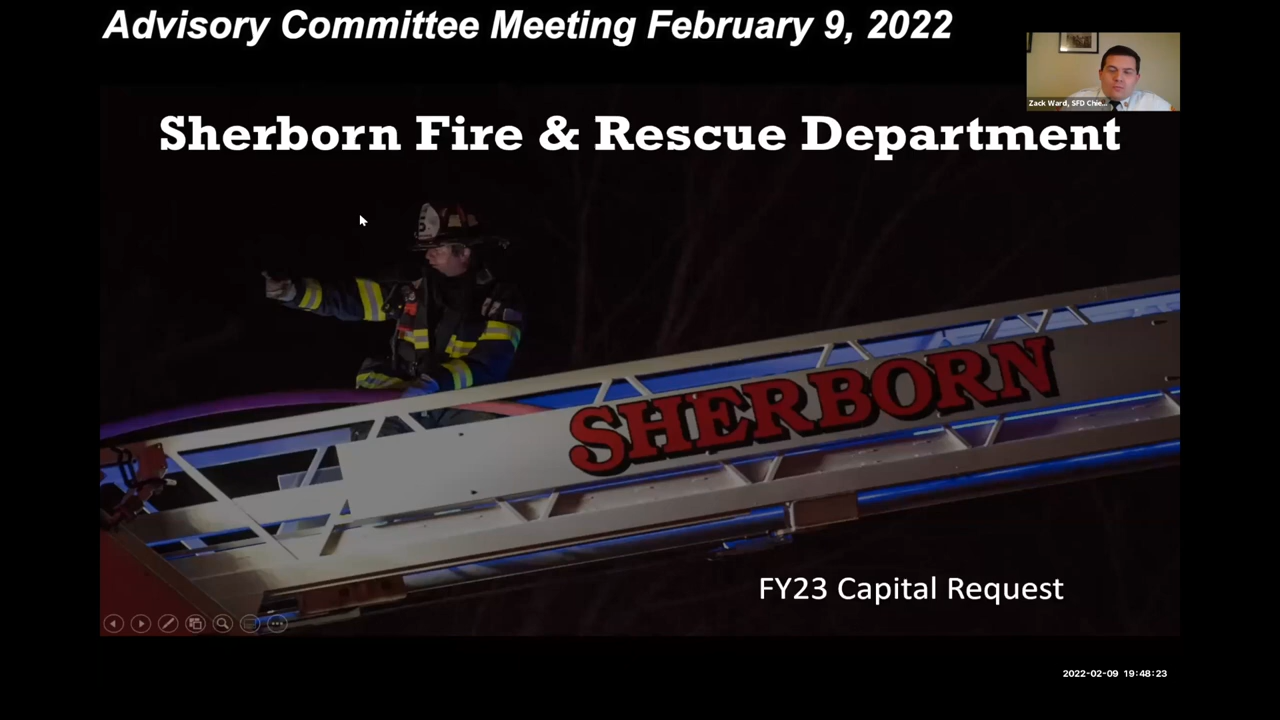 Advisory Committee Meeting February 9, 2022
Zack Ward, SFD Chie...
Sherborn Fire & Rescue Department
SHERBORN
FY23 Capital Request
2022-02-09 19:48:23